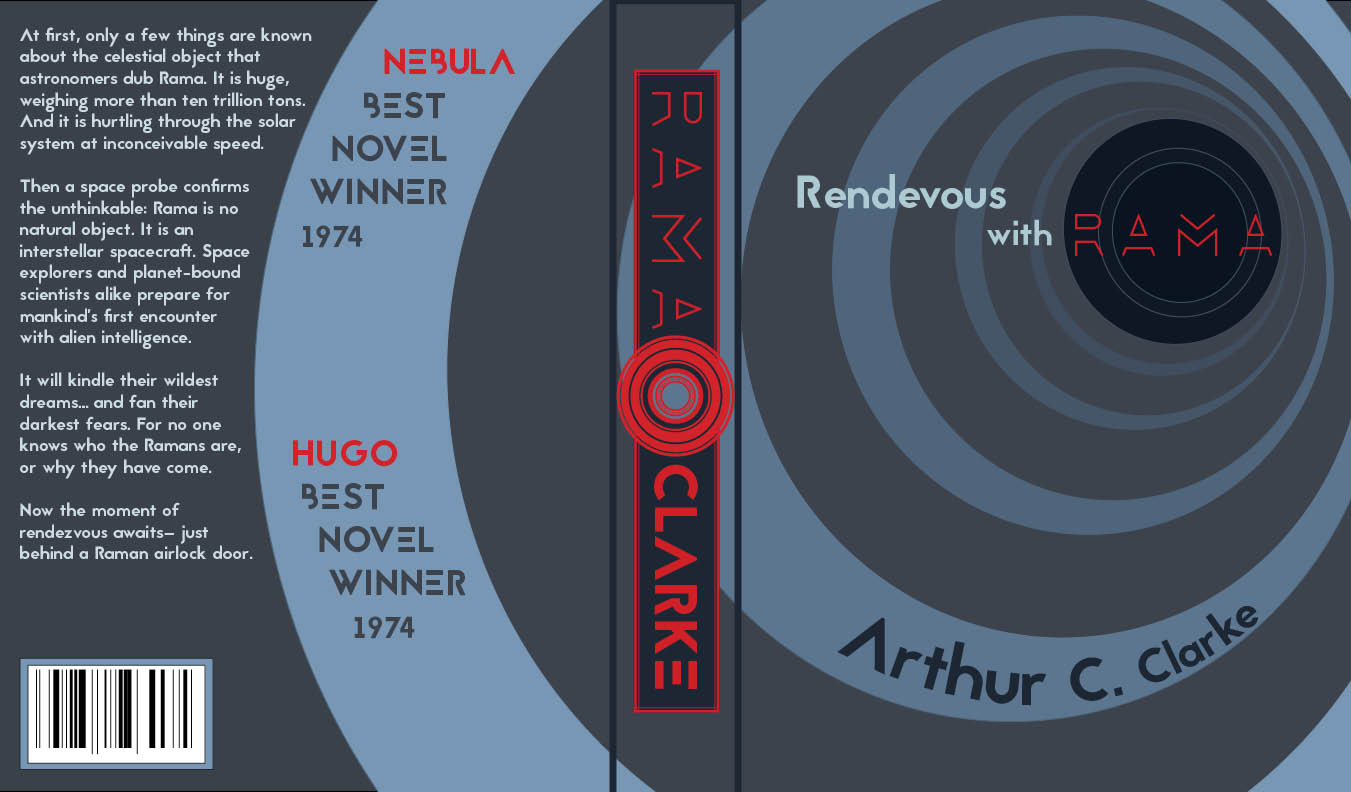 At first, only a few things are known
about the celestial object that
astronomers dub Rama. It is huge,
weighing more than ten trillion tons.
And it is hurtling through the solar
system at inconceivable speed.
Then a space probe confirms
the unthinkable: Rama is no
natural object. It is an
interstellar spacecraft. Space
explorers and planet-bound
scientists alike prepare for
mankind's first encounter
with alien intelligence.
It will kindle their wildest
dreams... and fan their
darkest fears. For no one
knows who the Ramans are,
or why they have come.
Now the moment of
rendezvous awaits— just
behind a Raman airlock door.
NEBULA
BEST
NOVEL
WINNER
1974
HUGO
BEST
NOVEL
WINNER
1974
RAMA
CLARKE
Rendevous
with RAMA
Arthur C. Clarke